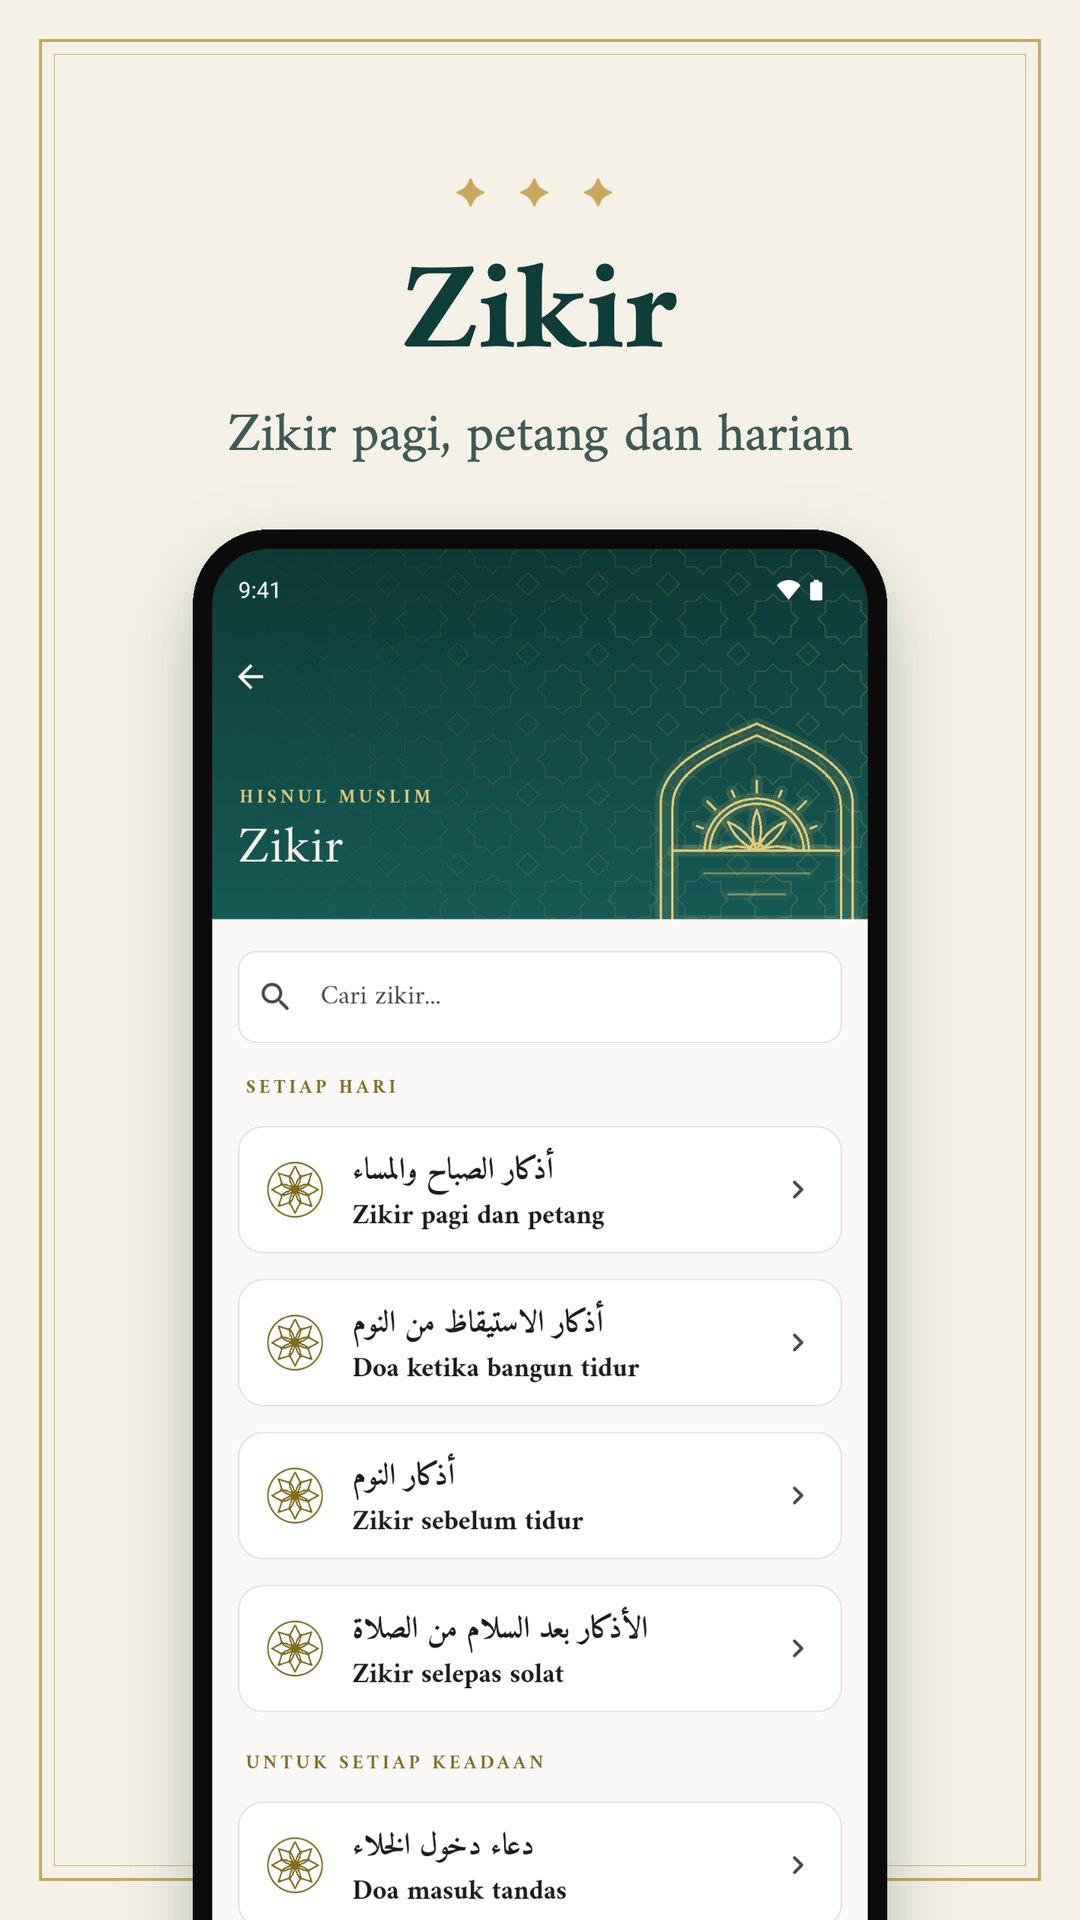 Zikir
Zikir pagi, petang dan harian
9:41
HISNUL MUSLIM
Zikir
Cari zikir...
SETIAP HARI
أذكار الصباح والمساء
Zikir pagi dan petang
أذكار الاستيقاظ من النوم
Doa ketika bangun tidur
أذكار النوم
Zikir sebelum tidur
الأذكار بعد السلام من الصلاة
Zikir selepas solat
UNTUK SETIAP KEADAAN
دعاء دخول الخلاء
Doa masuk tandas